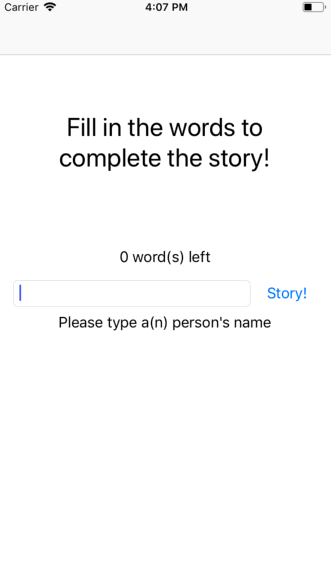 Carrier 4:07 PM
Fill in the words to
complete the story!
0 word(s) left
Story!
Please type a(n) person's name